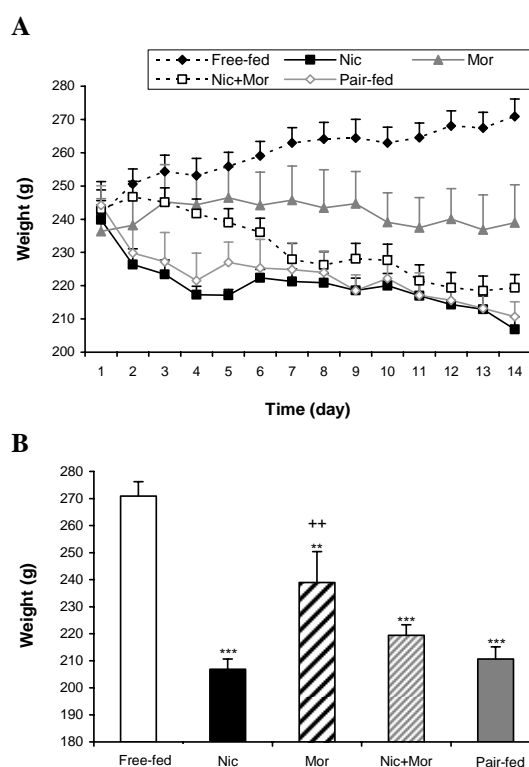 A
Free-fed Nic Mor
Nic+Mor Pair-fed
280
270
260
250
240
230
220
210
200
Weight (g)
1 2 3 4 5 6 7 8 9 10 11 12 13 14
Time (day)
B
280
270
260
250
240
230
220
210
200
190
180
Weight (g)
***
++
**
***
***
Free-fed Nic Mor Nic+Mor Pair-fed